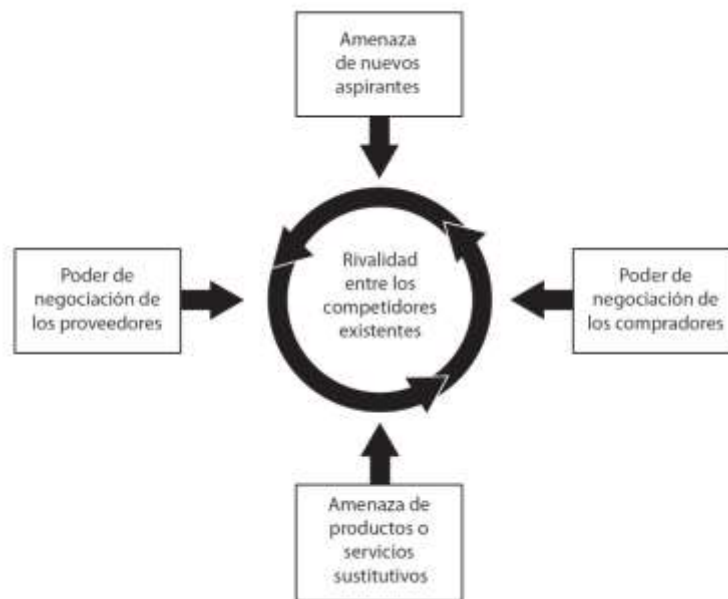 Amenaza
de nuevos
aspirantes
Poder de
negociación de
los proveedores
Rivalidad
entre los
competidores
existentes
Poder de
negociación de
los compradores
Amenaza de
productos o
servicios
sustitutivos